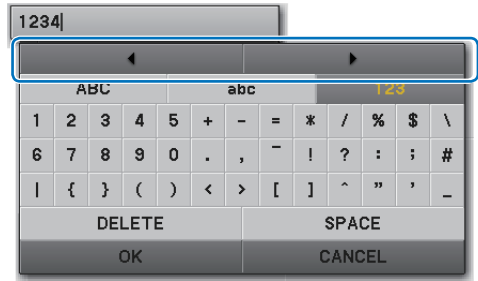 1234
◀ ▶
ABC abc 123
1 2 3 4 5 + - = * / % $ \
6 7 8 9 0 . , ¯ ! ? : ; #
| { } ( ) < > [ ] ^ " ' _
DELETE SPACE
OK CANCEL